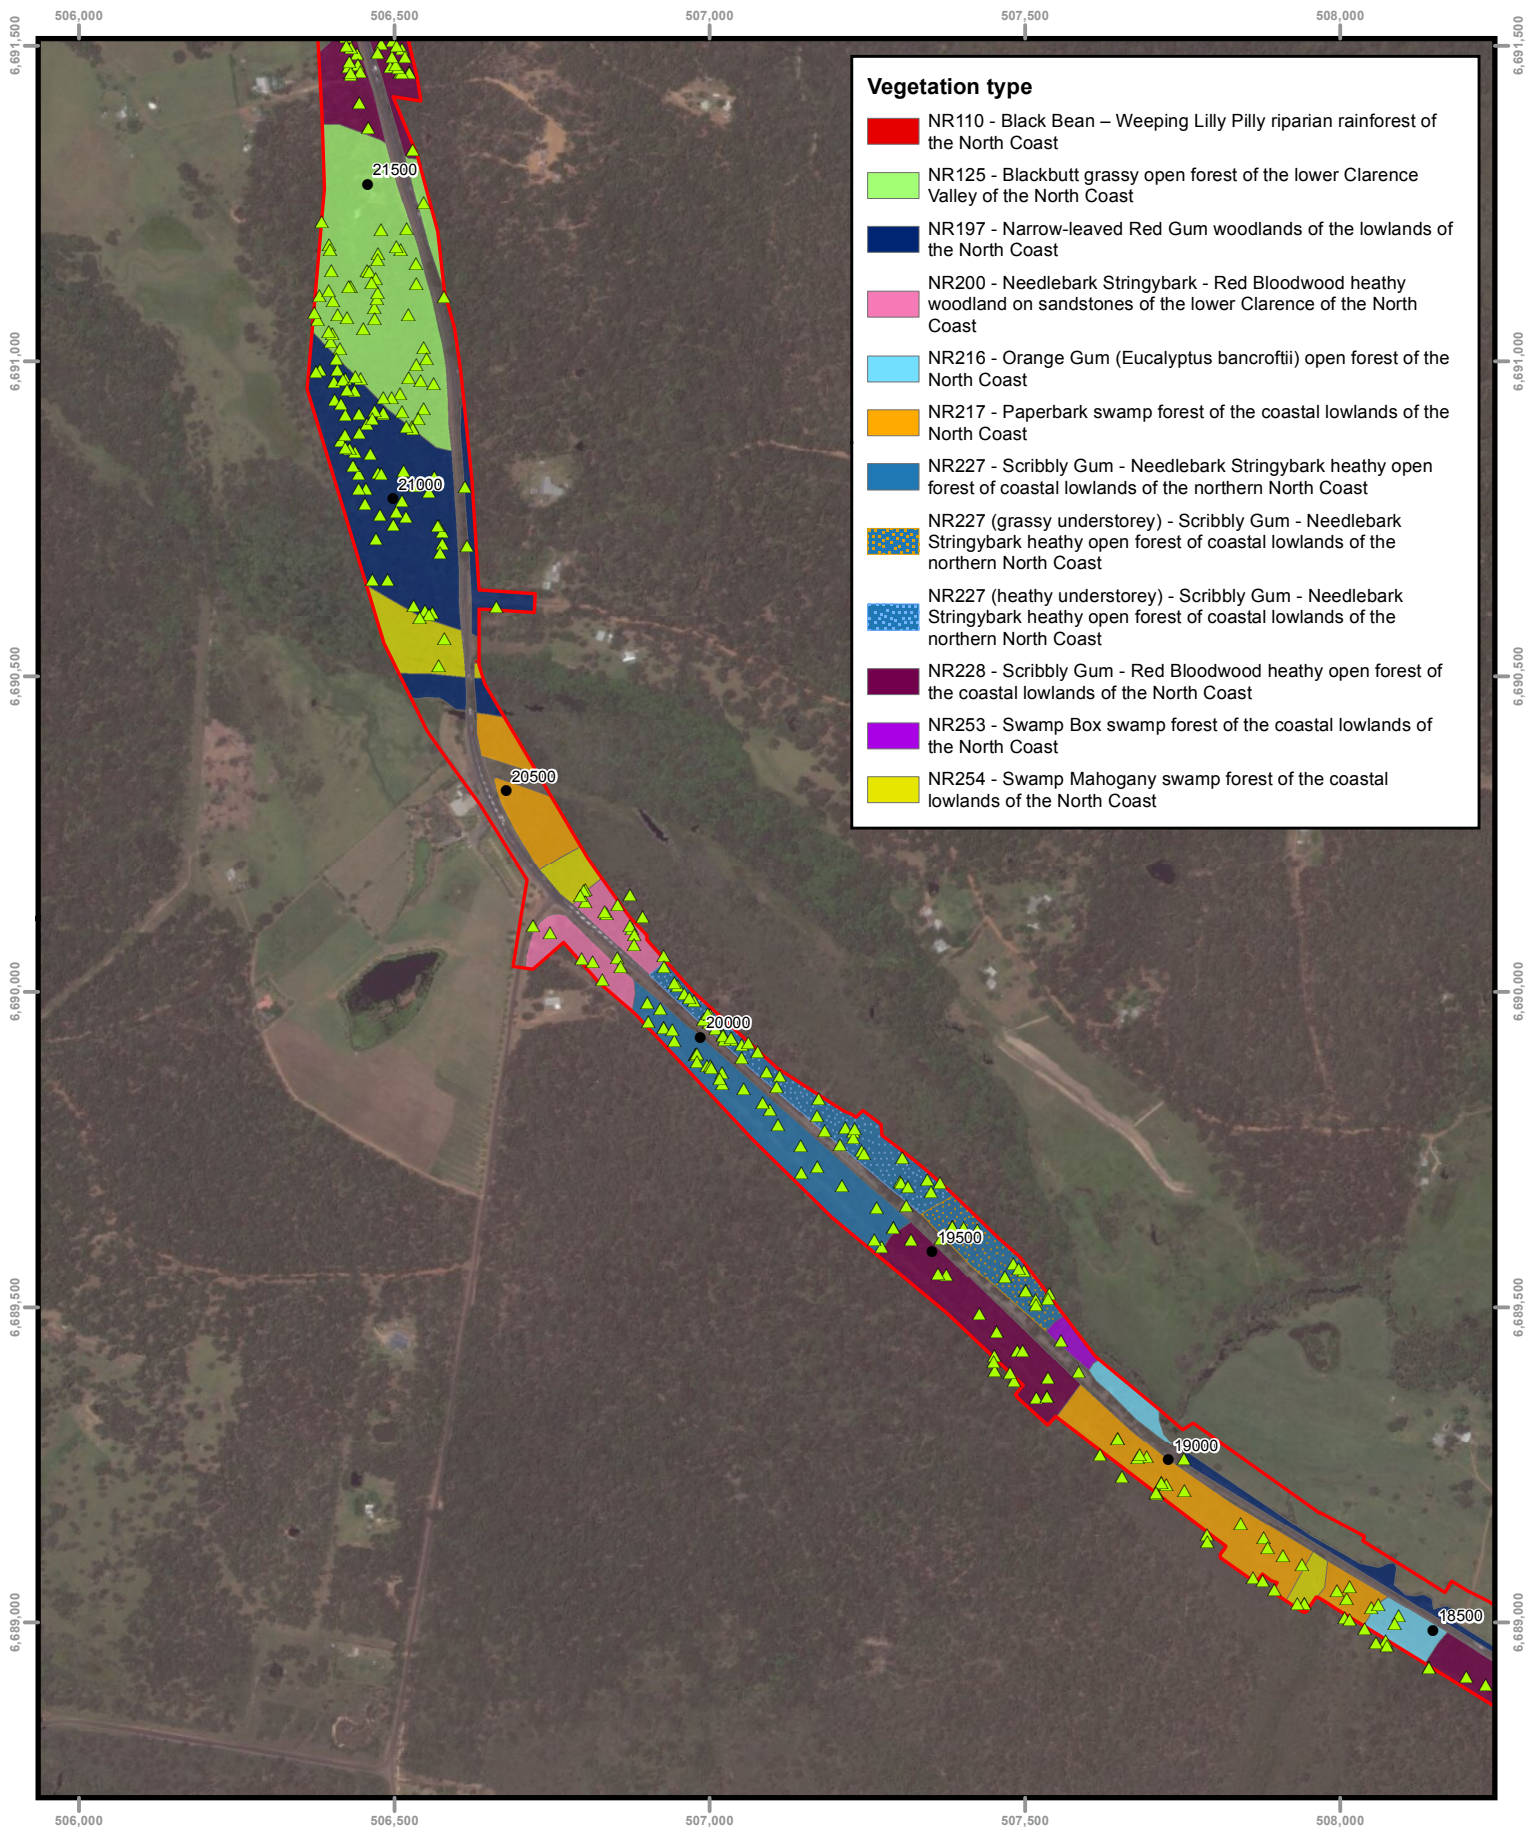 506,000
506,500
507,000
507,500
508,000
6,691,500
6,691,500
Vegetation type
NR110 - Black Bean – Weeping Lilly Pilly riparian rainforest of
the North Coast
NR125 - Blackbutt grassy open forest of the lower Clarence
Valley of the North Coast
NR197 - Narrow-leaved Red Gum woodlands of the lowlands of
the North Coast
NR200 - Needlebark Stringybark - Red Bloodwood heathy
woodland on sandstones of the lower Clarence of the North
Coast
NR216 - Orange Gum (Eucalyptus bancroftii) open forest of the
North Coast
NR217 - Paperbark swamp forest of the coastal lowlands of the
North Coast
NR227 - Scribbly Gum - Needlebark Stringybark heathy open
forest of coastal lowlands of the northern North Coast
NR227 (grassy understorey) - Scribbly Gum - Needlebark
Stringybark heathy open forest of coastal lowlands of the
northern North Coast
NR227 (heathy understorey) - Scribbly Gum - Needlebark
Stringybark heathy open forest of coastal lowlands of the
northern North Coast
NR228 - Scribbly Gum - Red Bloodwood heathy open forest of
the coastal lowlands of the North Coast
NR253 - Swamp Box swamp forest of the coastal lowlands of
the North Coast
NR254 - Swamp Mahogany swamp forest of the coastal
lowlands of the North Coast
21500
6,691,000
6,691,000
21000
6,690,500
6,690,500
20500
6,690,000
6,690,000
20000
19500
6,689,500
6,689,500
19000
6,689,000
6,689,000
18500
506,000
506,500
507,000
507,500
508,000